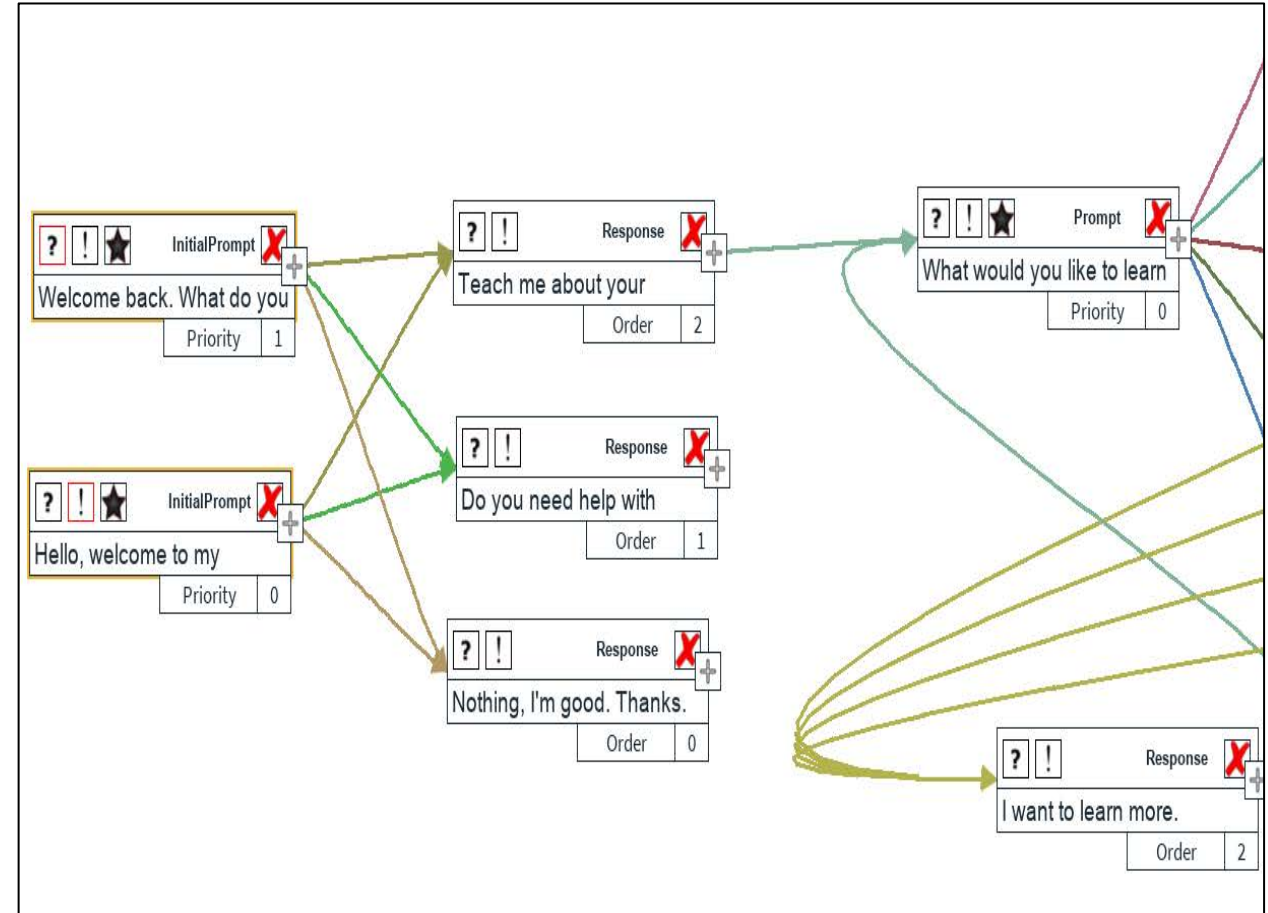 ? ! InitialPrompt
Welcome back. What do you
Priority 1
? ! InitialPrompt
Hello, welcome to my
Priority 0
? ! Response
Teach me about your
Order 2
? ! Response
Do you need help with
Order 1
? ! Response
Nothing, I'm good. Thanks.
Order 0
? ! Prompt
What would you like to learn
Priority 0
? ! Response
I want to learn more.
Order 2